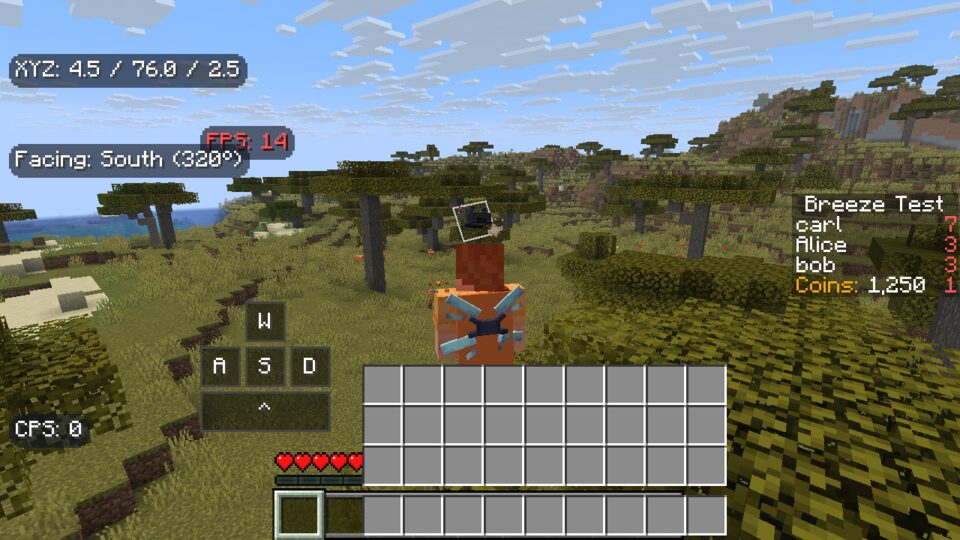 XYZ: 4.5 / 76.0 / 2.5
FPS: 14
Facing: South (320°)
Breeze Test
carl 7
Alice 3
bob 3
Coins: 1,250 1
W
A S D
^
CPS: 0